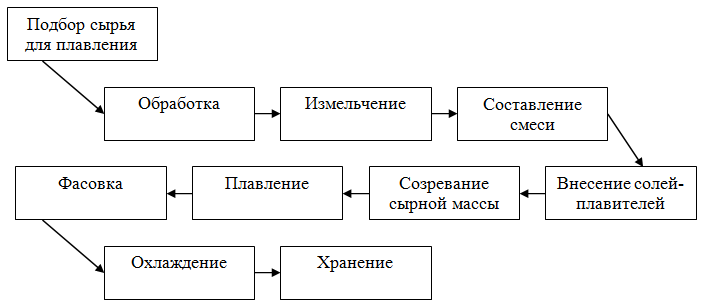 Подбор сырья
для плавления
Обработка
Измельчение
Составление
смеси
Внесение солей-
плавителей
Созревание
сырной массы
Плавление
Фасовка
Охлаждение
Хранение